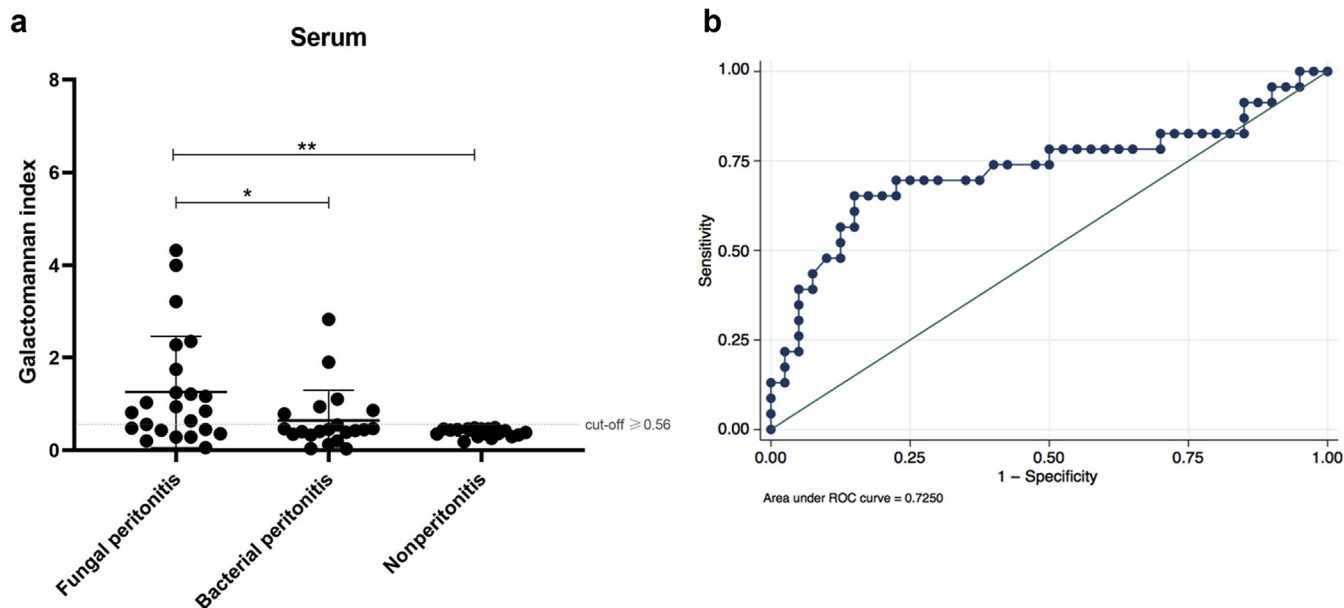 a
Serum
Galactomannan index
8
6
4
2
0
**
*
cut-off ≥ 0.56
Fungal peritonitis
Bacterial peritonitis
Nonperitonitis
b
Sensitivity
1.00
0.75
0.50
0.25
0.00
0.00 0.25 0.50 0.75 1.00
1 – Specificity
Area under ROC curve = 0.7250